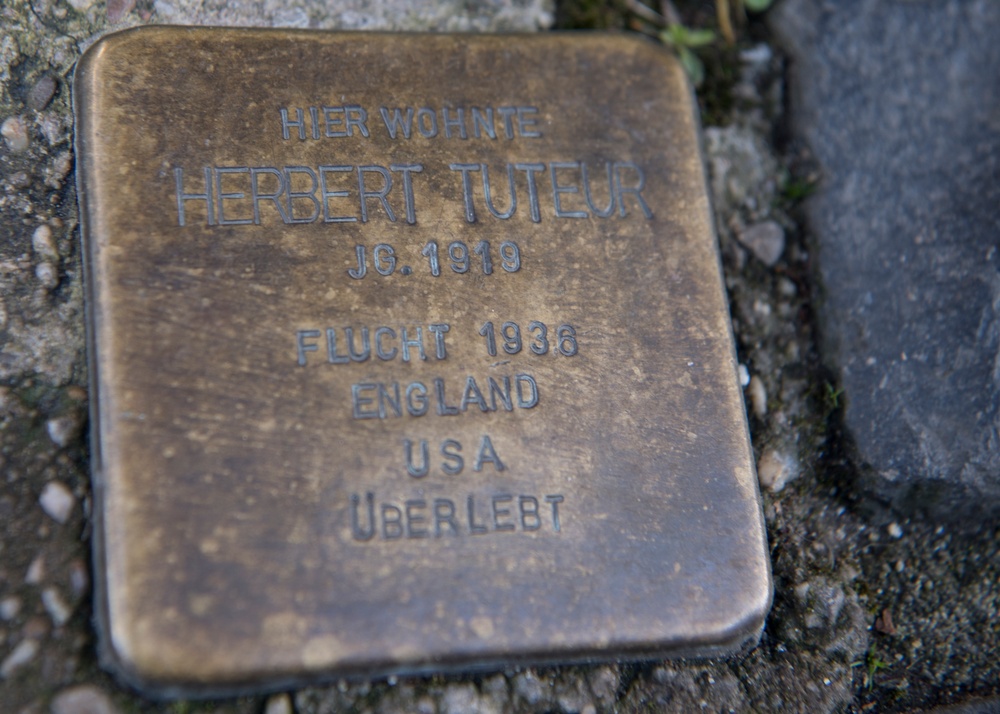 HIER WOHNTE
HERBERT TUTEUR
JG. 1919
FLUCHT 1936
ENGLAND
USA
ÜBERLEBT